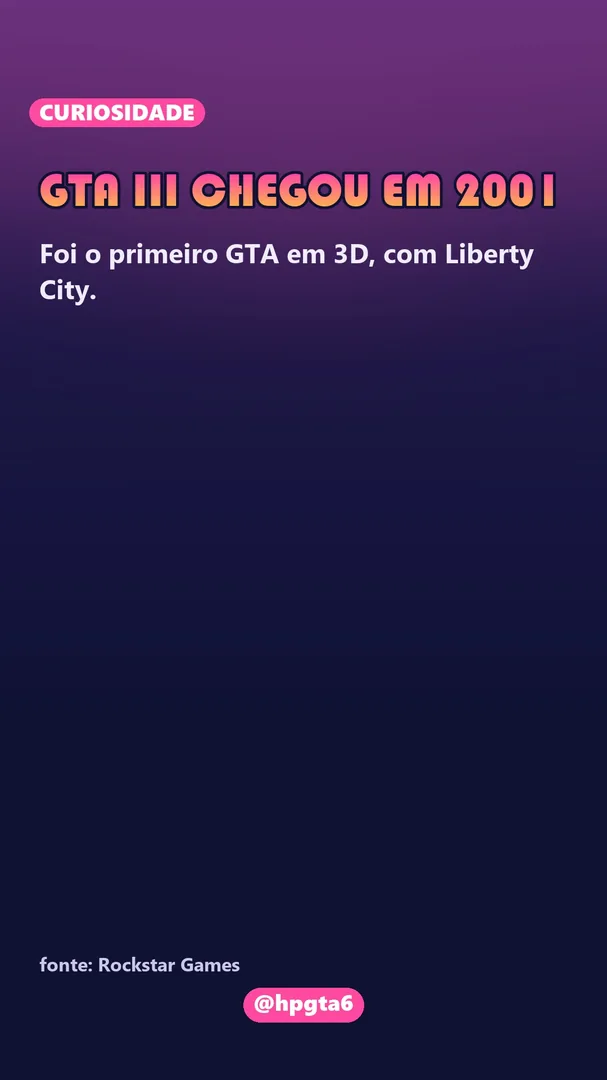 CURIOSIDADE
GTA III CHEGOU EM 2001
Foi o primeiro GTA em 3D, com Liberty
City.
fonte: Rockstar Games
@hpgta6